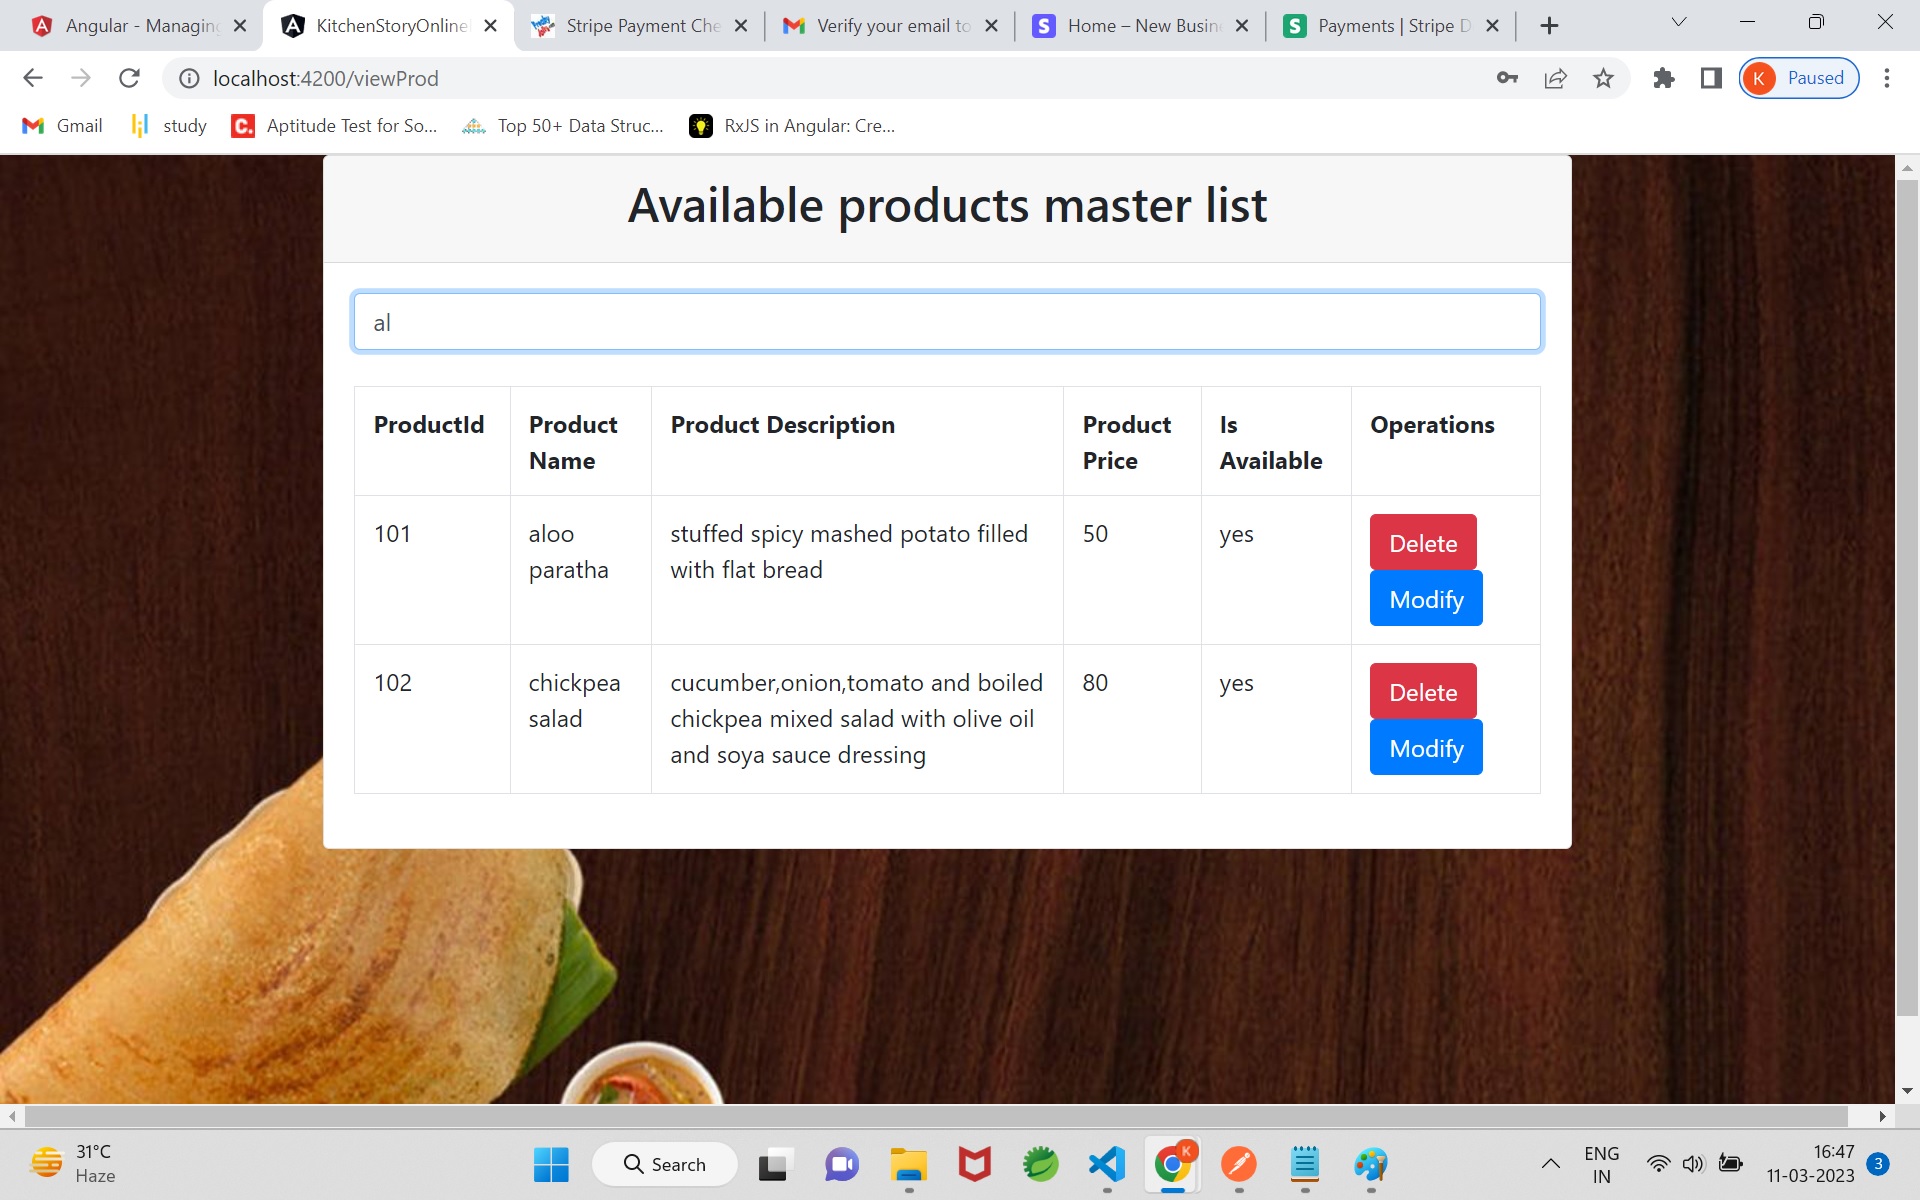 Angular - Managing
KitchenStoryOnline
Stripe Payment Che
Verify your email to
Home – New Busin
Payments | Stripe D
localhost:4200/viewProd
K Paused
Gmail
study
C. Aptitude Test for So...
Top 50+ Data Struc...
RxJS in Angular: Cre...
Available products master list
al
ProductId
Product Name
Product Description
Product Price
Is Available
Operations
101
aloo paratha
stuffed spicy mashed potato filled
with flat bread
50
yes
Delete
Modify
102
chickpea salad
cucumber,onion,tomato and boiled
chickpea mixed salad with olive oil
and soya sauce dressing
80
yes
Delete
Modify
31°C
Haze
Search
K
ENG
IN
16:47
11-03-2023
3